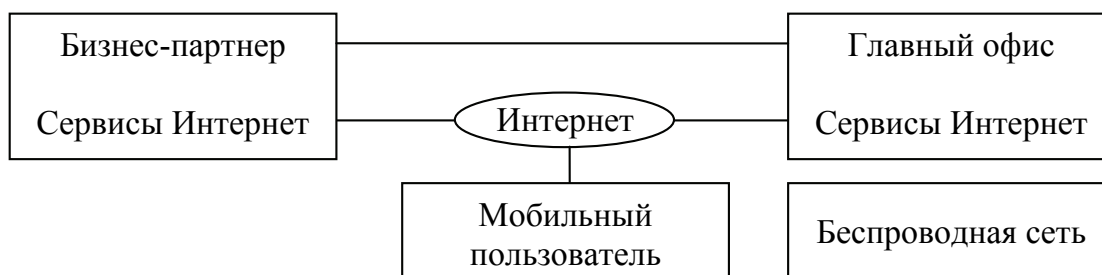 Бизнес-партнер
Главный офис
Сервисы Интернет
Интернет
Сервисы Интернет
Мобильный
пользователь
Беспроводная сеть